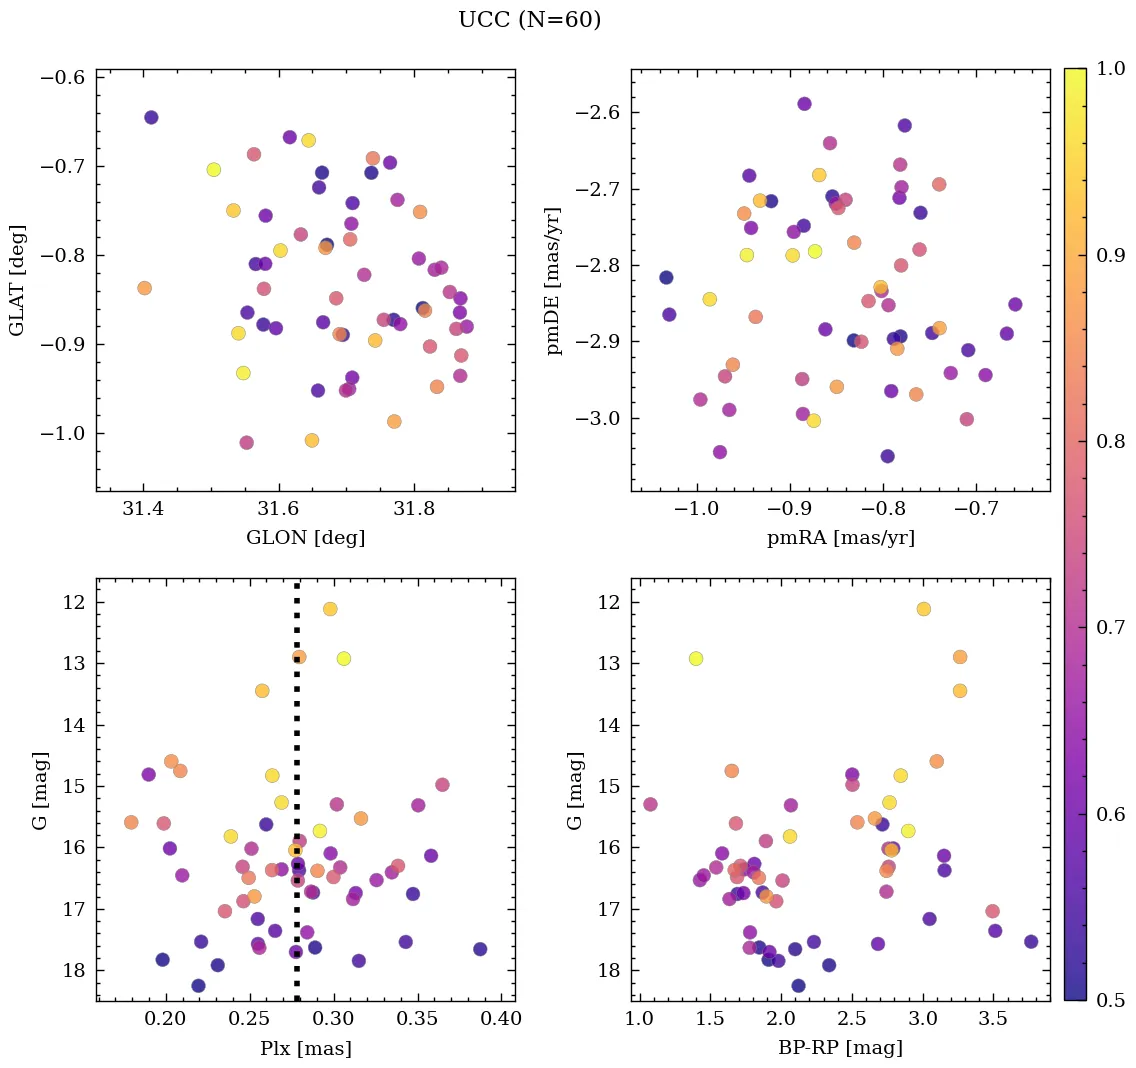 UCC (N=60)
−0.6
−0.7
−0.8
−0.9
−1.0
GLAT [deg]
31.4 31.6 31.8
GLON [deg]
−2.6
−2.7
−2.8
−2.9
−3.0
pmDE [mas/yr]
−1.0 −0.9 −0.8 −0.7
pmRA [mas/yr]
12
13
14
15
16
17
18
G [mag]
0.20 0.25 0.30 0.35 0.40
Plx [mas]
12
13
14
15
16
17
18
G [mag]
1.0 1.5 2.0 2.5 3.0 3.5
BP-RP [mag]
1.0
0.9
0.8
0.7
0.6
0.5